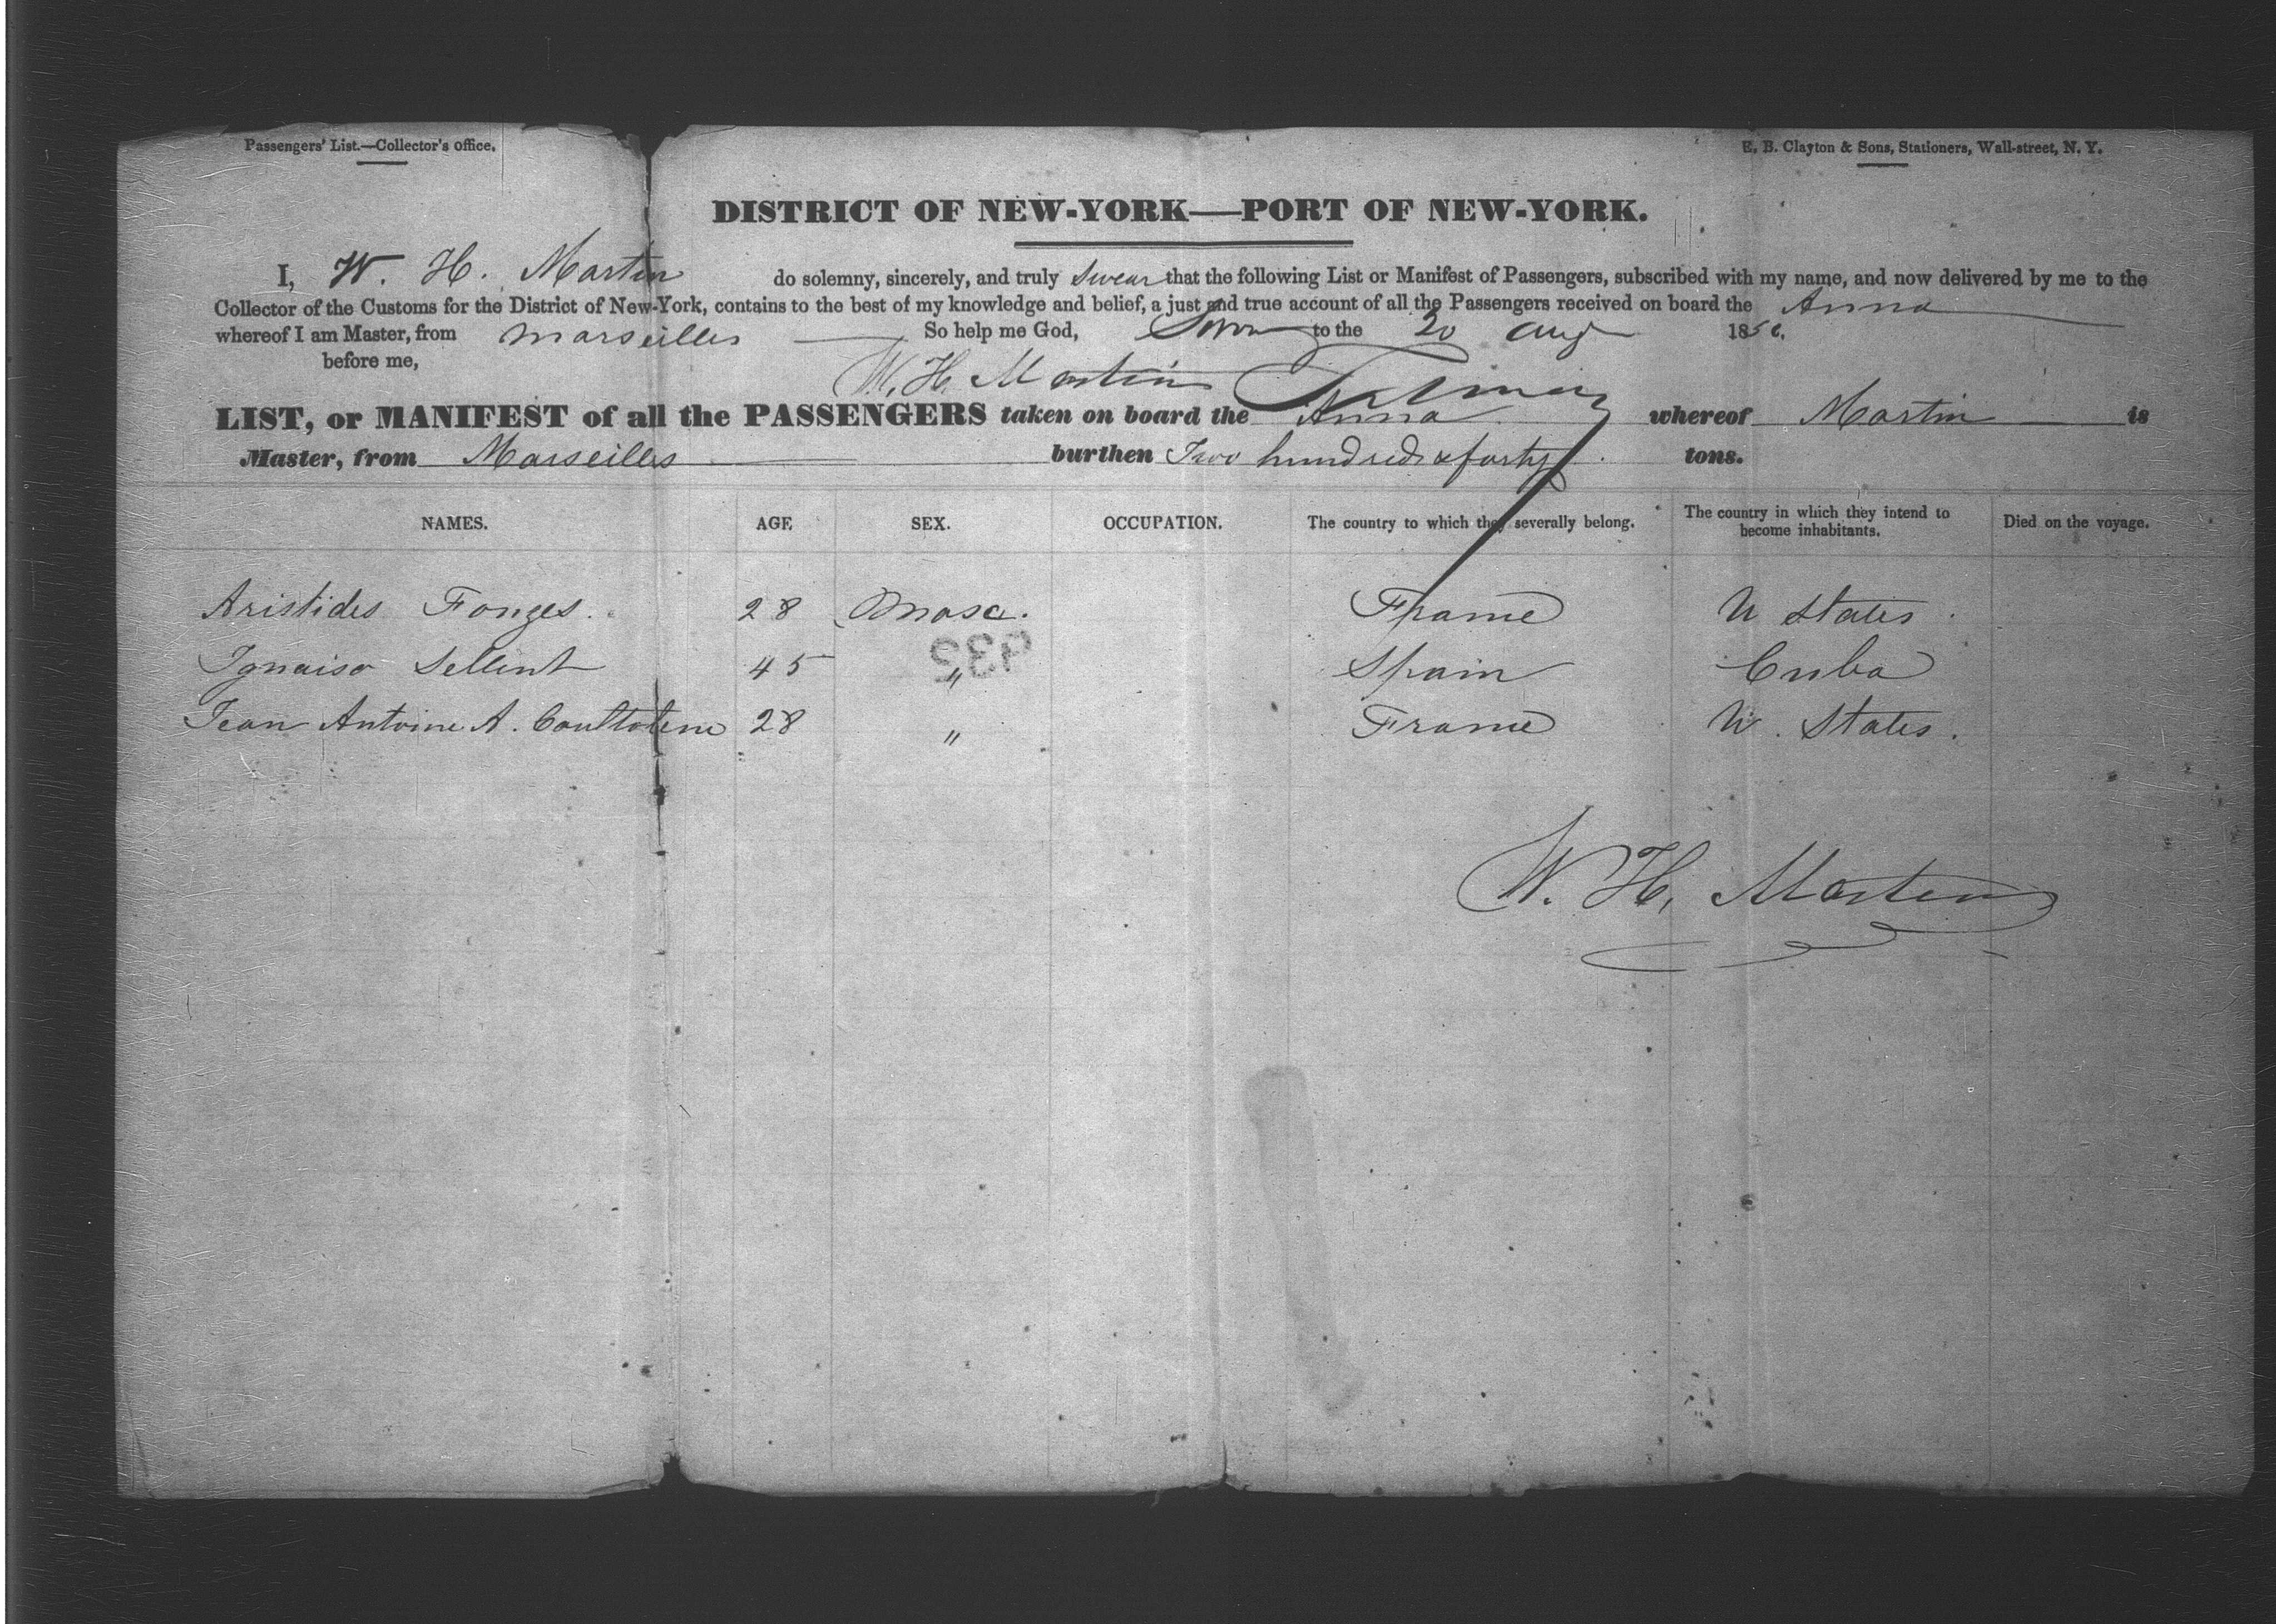 Passengers' List.—Collector's office.
E. B. Clayton & Sons, Stationers, Wall-street, N. Y.
DISTRICT OF NEW-YORK—PORT OF NEW-YORK.
I, W. H. Martin do solemny, sincerely, and truly swear that the following List or Manifest of Passengers, subscribed with my name, and now delivered by me to the
Collector of the Customs for the District of New-York, contains to the best of my knowledge and belief, a just and true account of all the Passengers received on board the Anna
whereof I am Master, from Marseilles So help me God, Sworn to the 20 Aug 185
before me,
W. H. Martin
LIST, or MANIFEST of all the PASSENGERS taken on board the Anna whereof Martin is
Master, from Marseilles burthen Two hundred & forty tons.
NAMES. AGE SEX. OCCUPATION. The country to which they severally belong. The country in which they intend to become inhabitants. Died on the voyage.
Aristides Fonges. 28 Masc. France U States.
Ignaiso Sellent 45 " Spain Cuba
935
Jean Antoine A. 28 " France U. States.
W. H. Martin